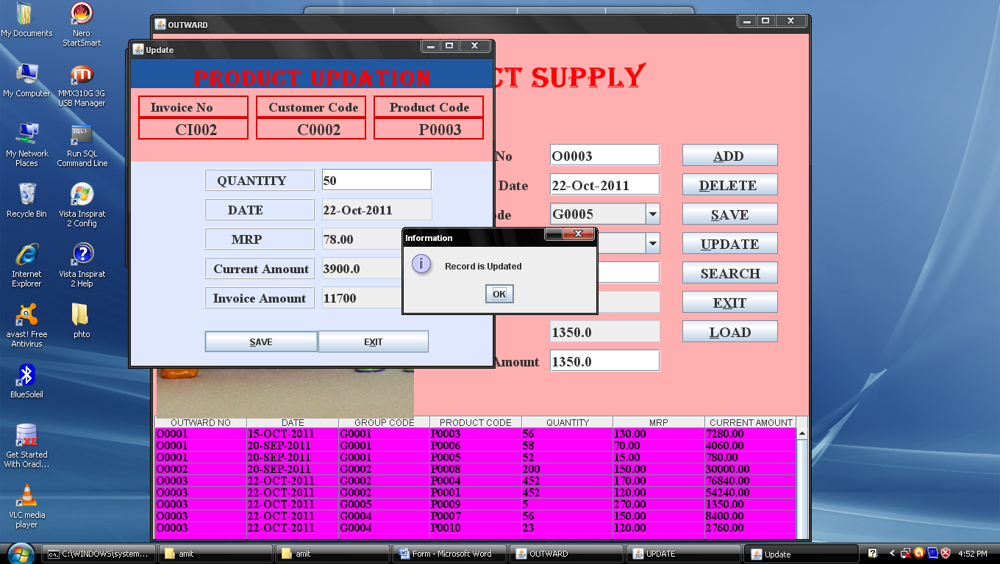 My Documents
Nero
StartSmart
My Computer
MMX310G 3G
USB Manager
My Network
Places
Run SQL
Command Line
Recycle Bin
Vista Inspirat
2 Config
Internet
Explorer
Vista Inspirat
2 Help
avast! Free
Antivirus
phto
BlueSoleil
Get Started
With Oracl...
VLC media
player
OUTWARD
CT SUPPLY
No
O0003
ADD
Date
22-Oct-2011
DELETE
de
G0005
SAVE
UPDATE
SEARCH
EXIT
1350.0
LOAD
Amount
1350.0
Update
PRODUCT UPDATION
Invoice No
Customer Code
Product Code
CI002
C0002
P0003
QUANTITY
50
DATE
22-Oct-2011
MRP
78.00
Current Amount
3900.0
Invoice Amount
11700
SAVE
EXIT
Information
Record is Updated
OK
OUTWARD NO DATE GROUP CODE PRODUCT CODE QUANTITY MRP CURRENT AMOUNT
O0001 15-OCT-2011 G0001 P0003 56 130.00 7280.00
O0001 20-SEP-2011 G0001 P0006 58 70.00 4060.00
O0001 20-SEP-2011 G0001 P0005 52 15.00 780.00
O0002 20-SEP-2011 G0002 P0008 200 150.00 30000.00
O0003 22-OCT-2011 G0002 P0004 452 170.00 76840.00
O0003 22-OCT-2011 G0002 P0001 452 120.00 54240.00
O0003 22-OCT-2011 G0005 P0009 5 270.00 1350.00
O0003 22-OCT-2011 G0004 P0007 56 150.00 8400.00
O0003 22-OCT-2011 G0004 P0010 23 120.00 2760.00
C:\WINDOWS\system...
amit
amit
Form - Microsoft Word
OUTWARD
UPDATE
Update
4:52 PM